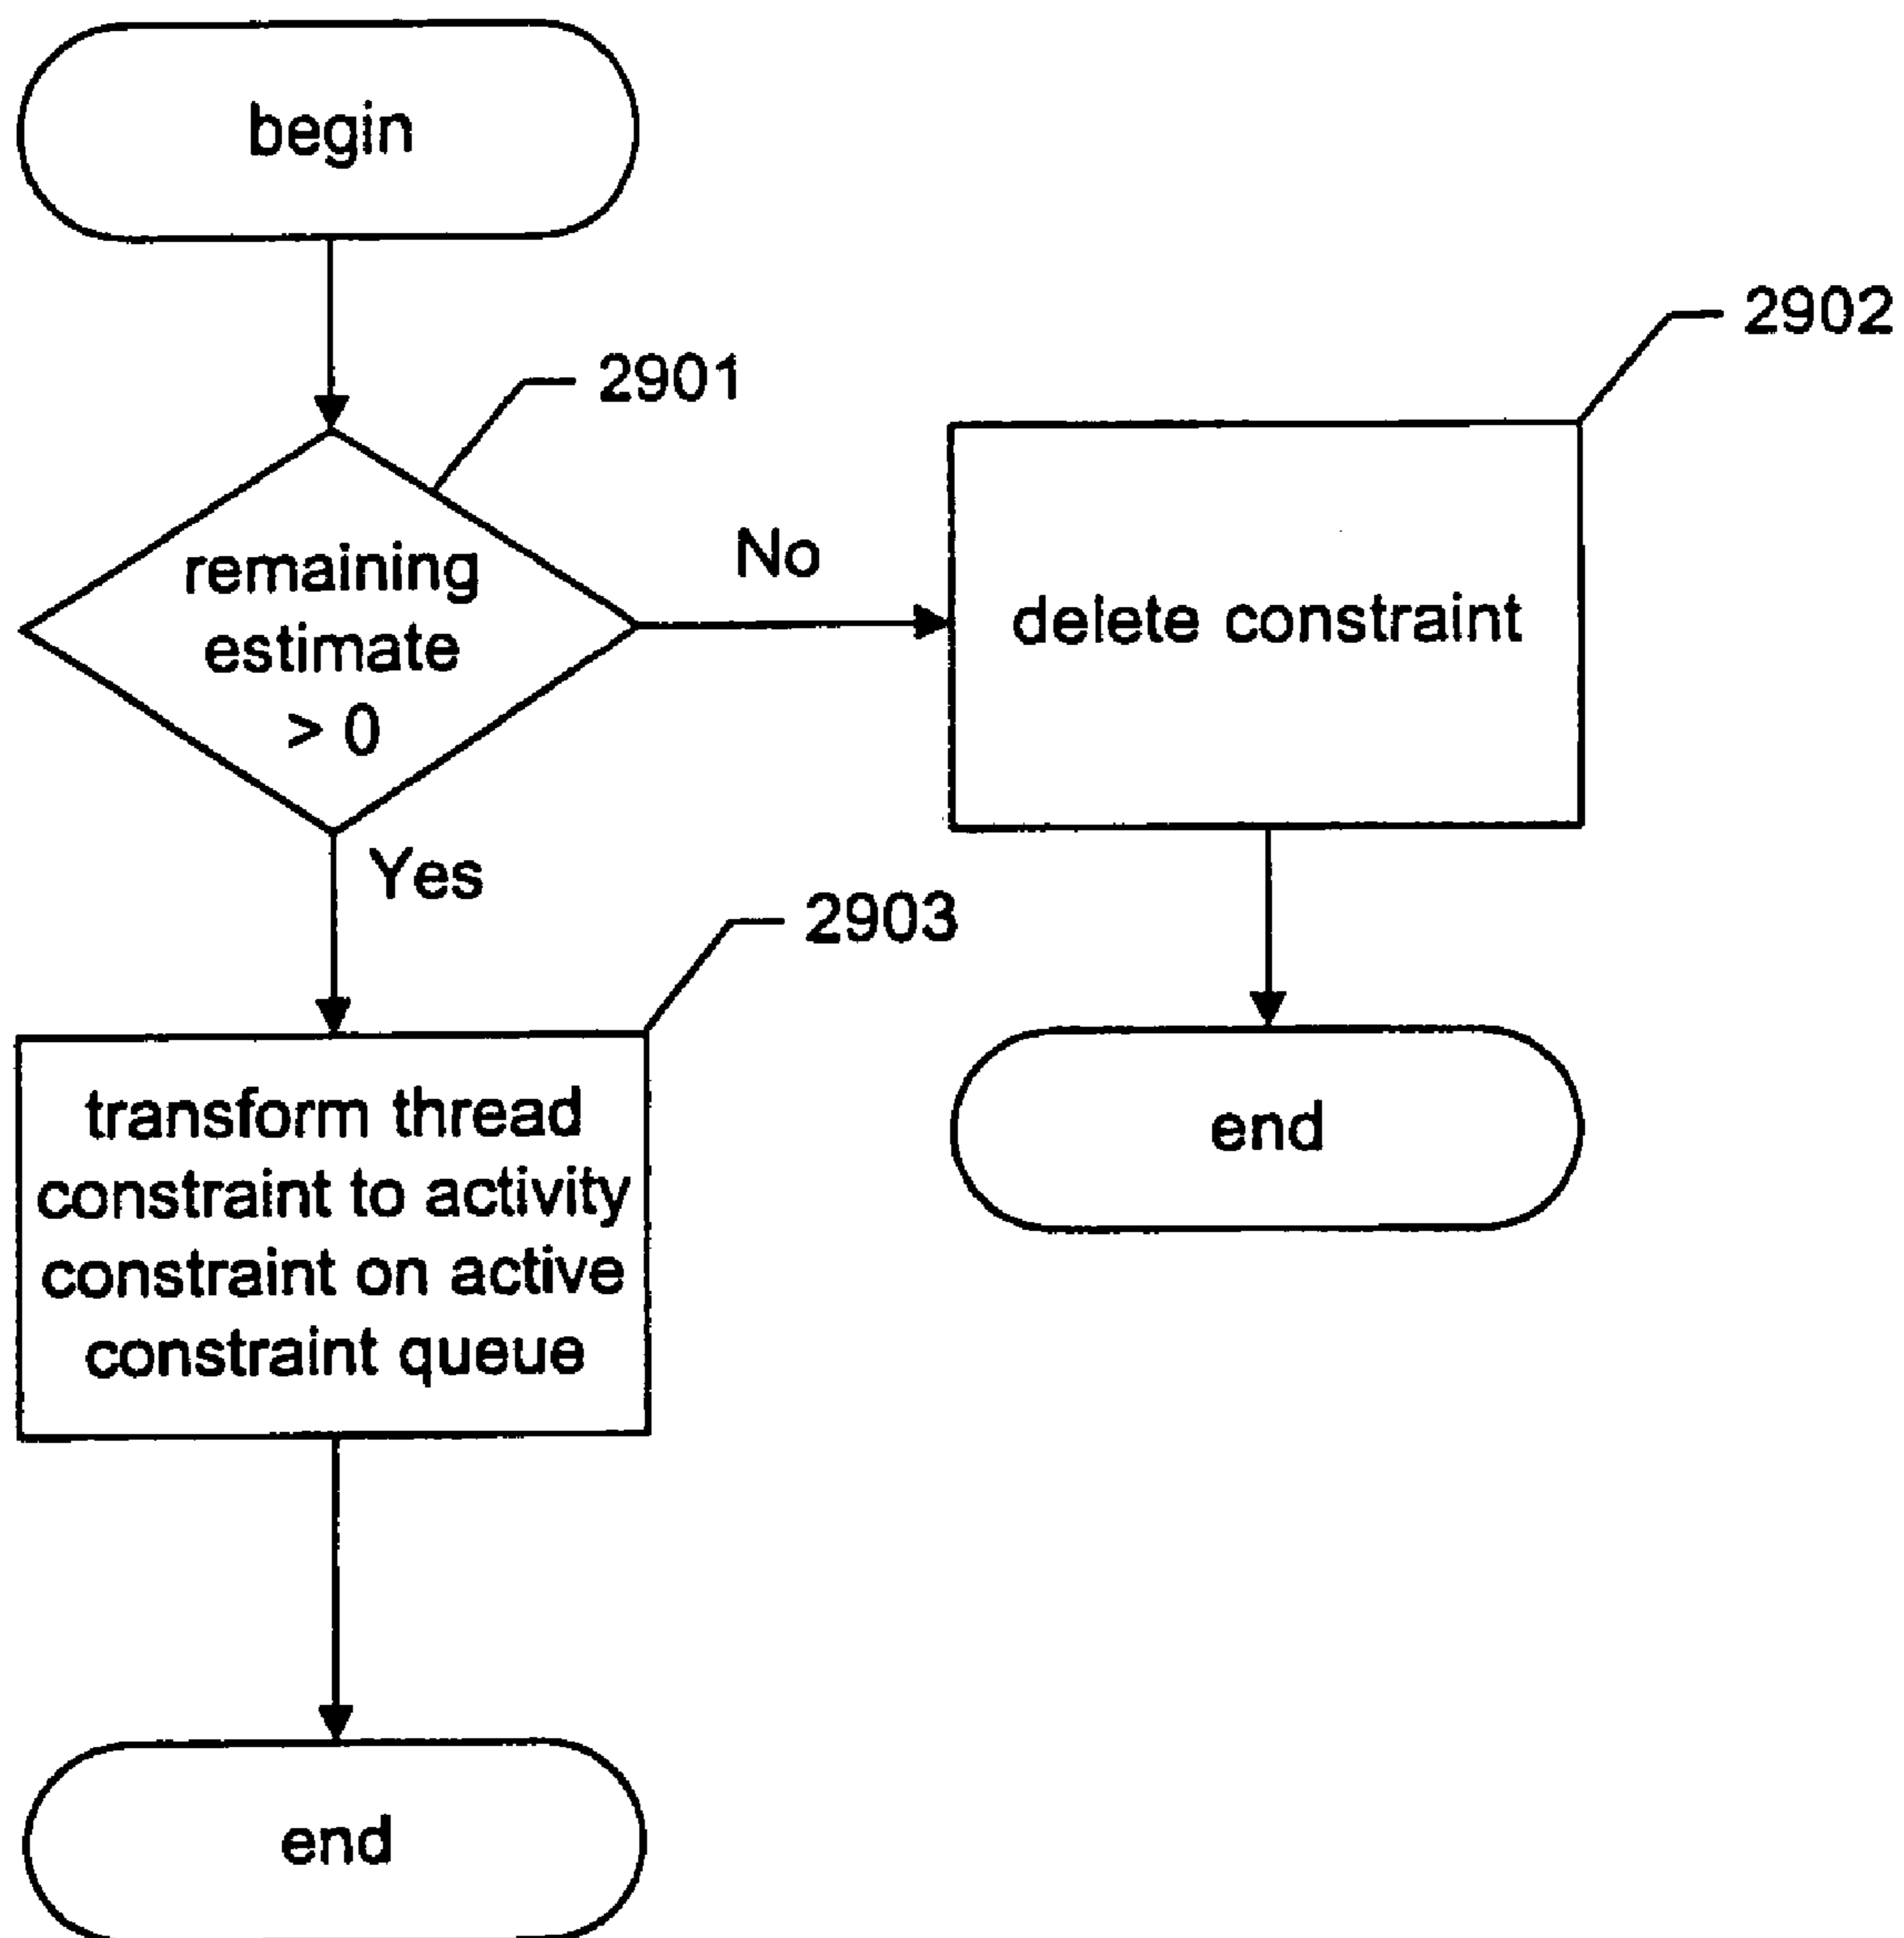 begin
2902
2901
remaining
estimate
> 0
No
delete constraint
Yes
2903
transform thread
constraint to activity
constraint on active
constraint queue
end
end